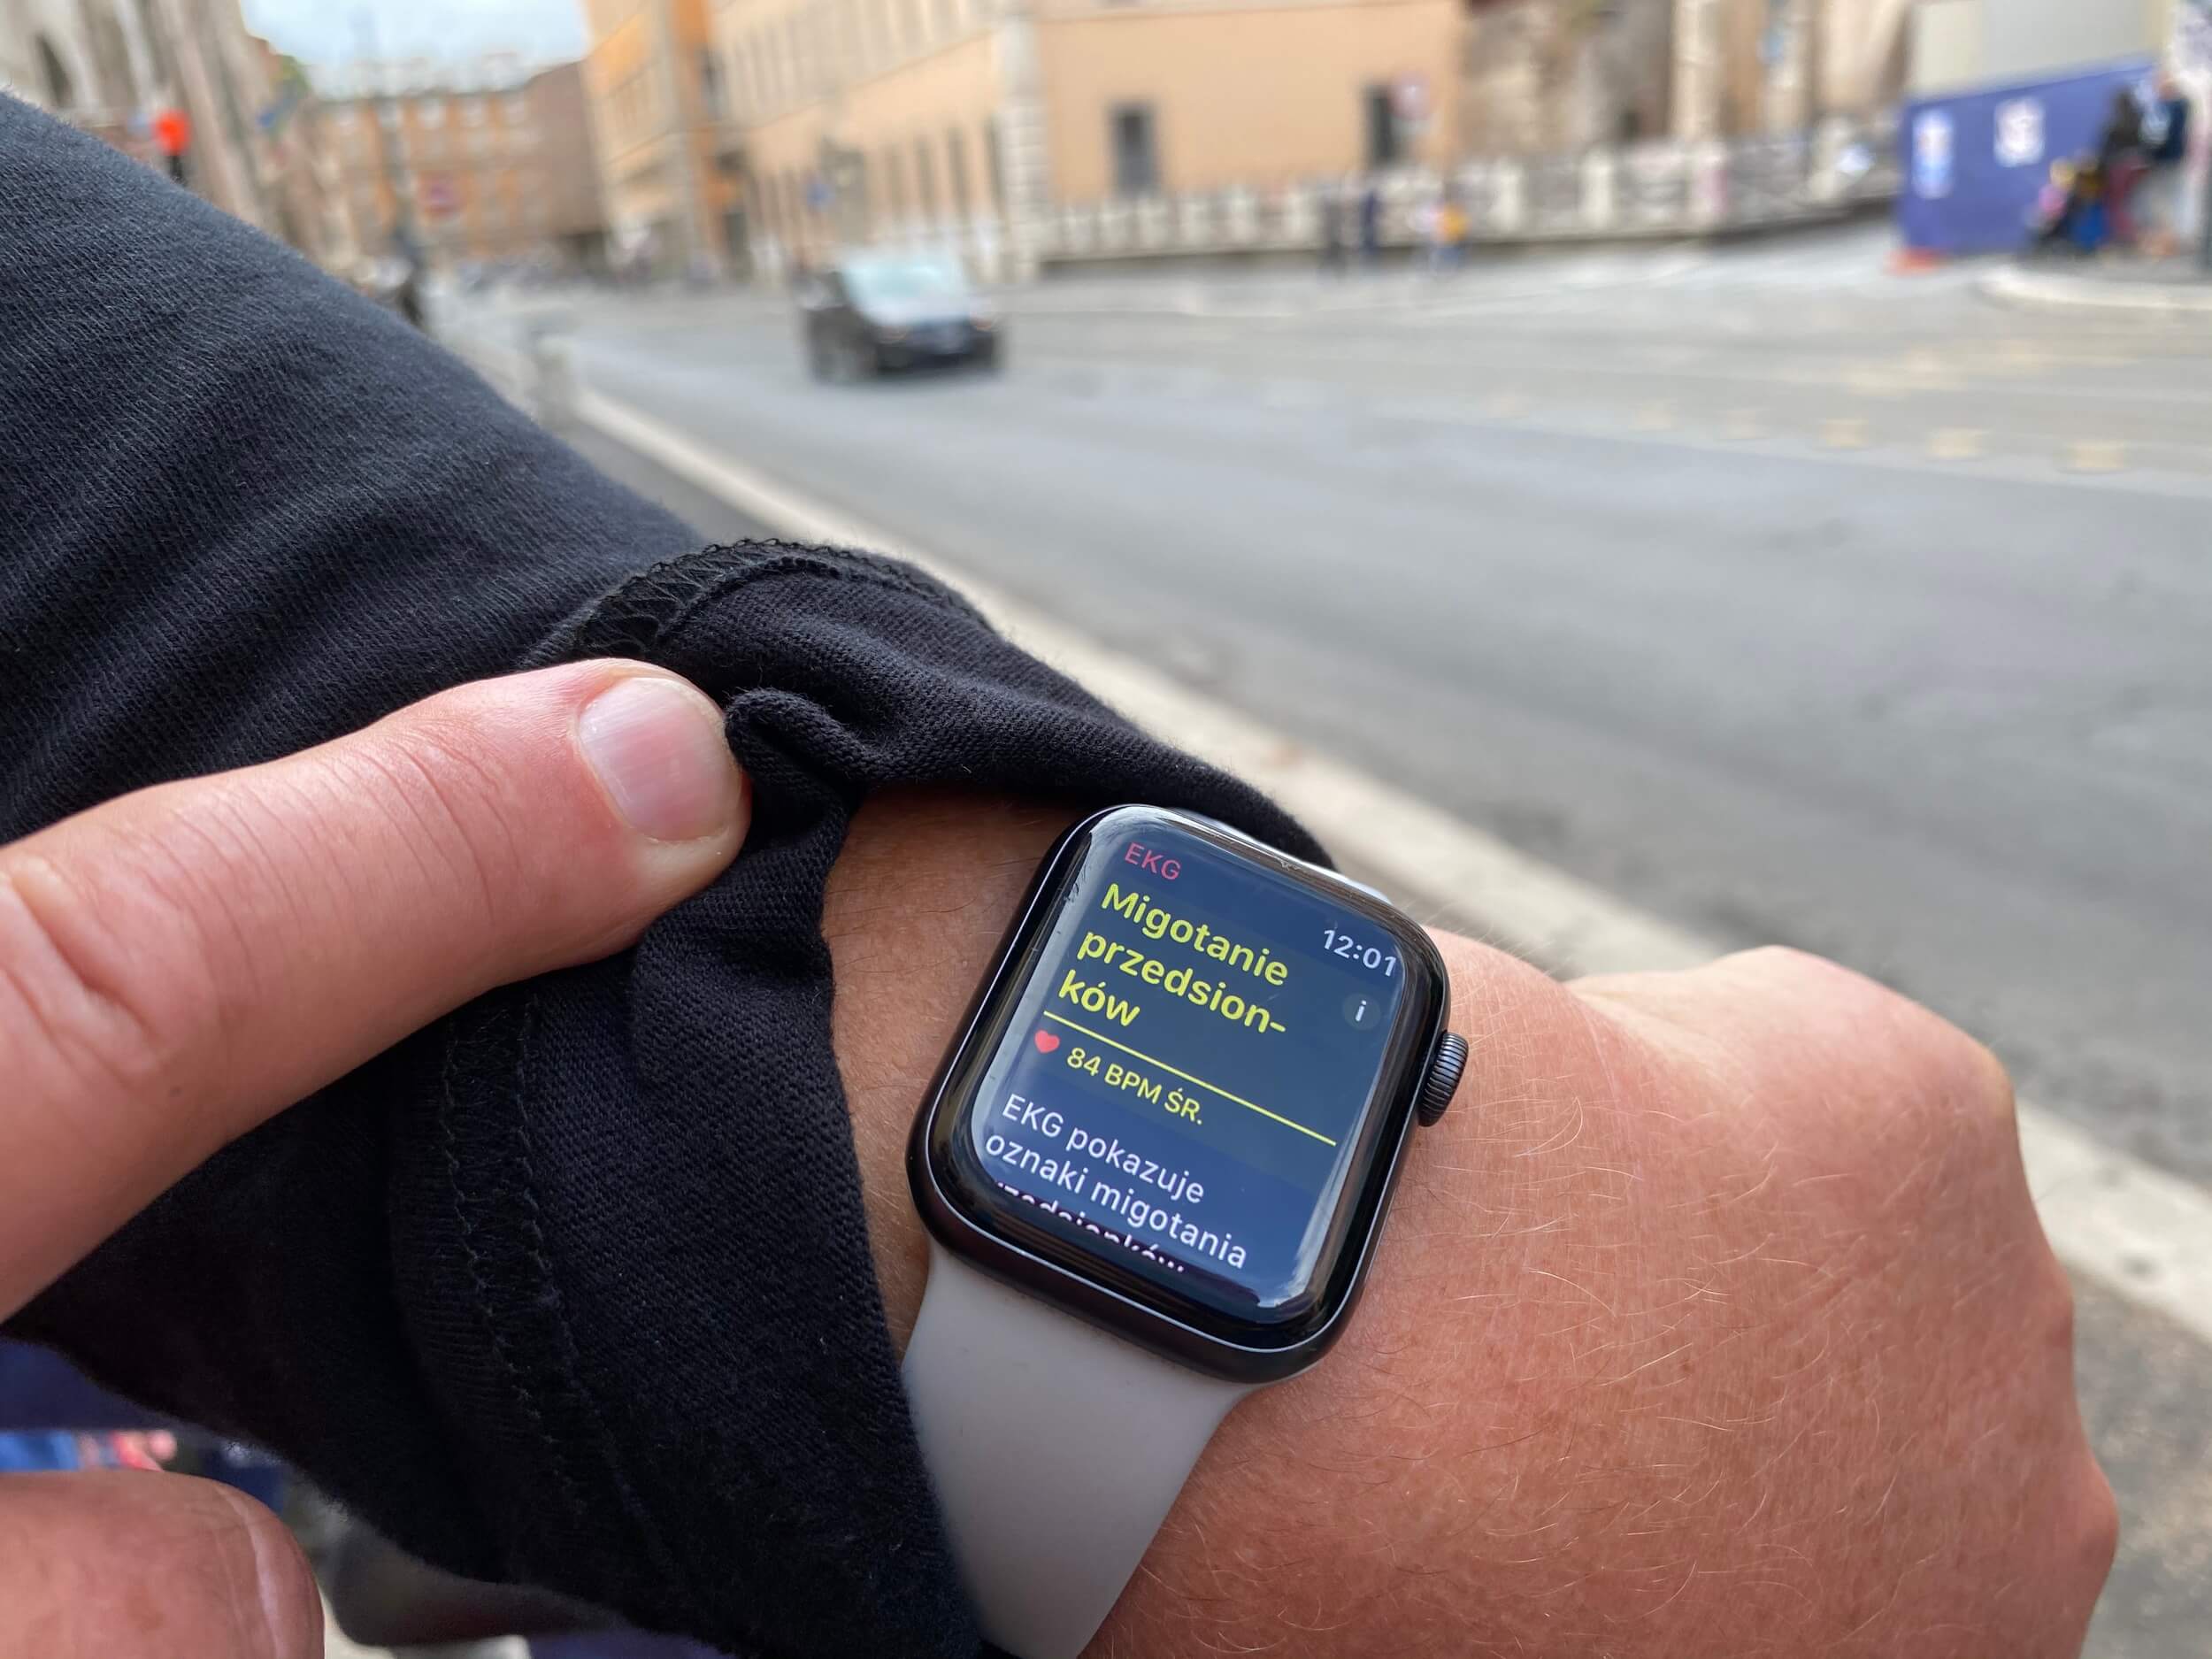 EKG
12:01
Migotanie
przedsion-
ków
i
84 BPM ŚR.
EKG pokazuje
oznaki migotania